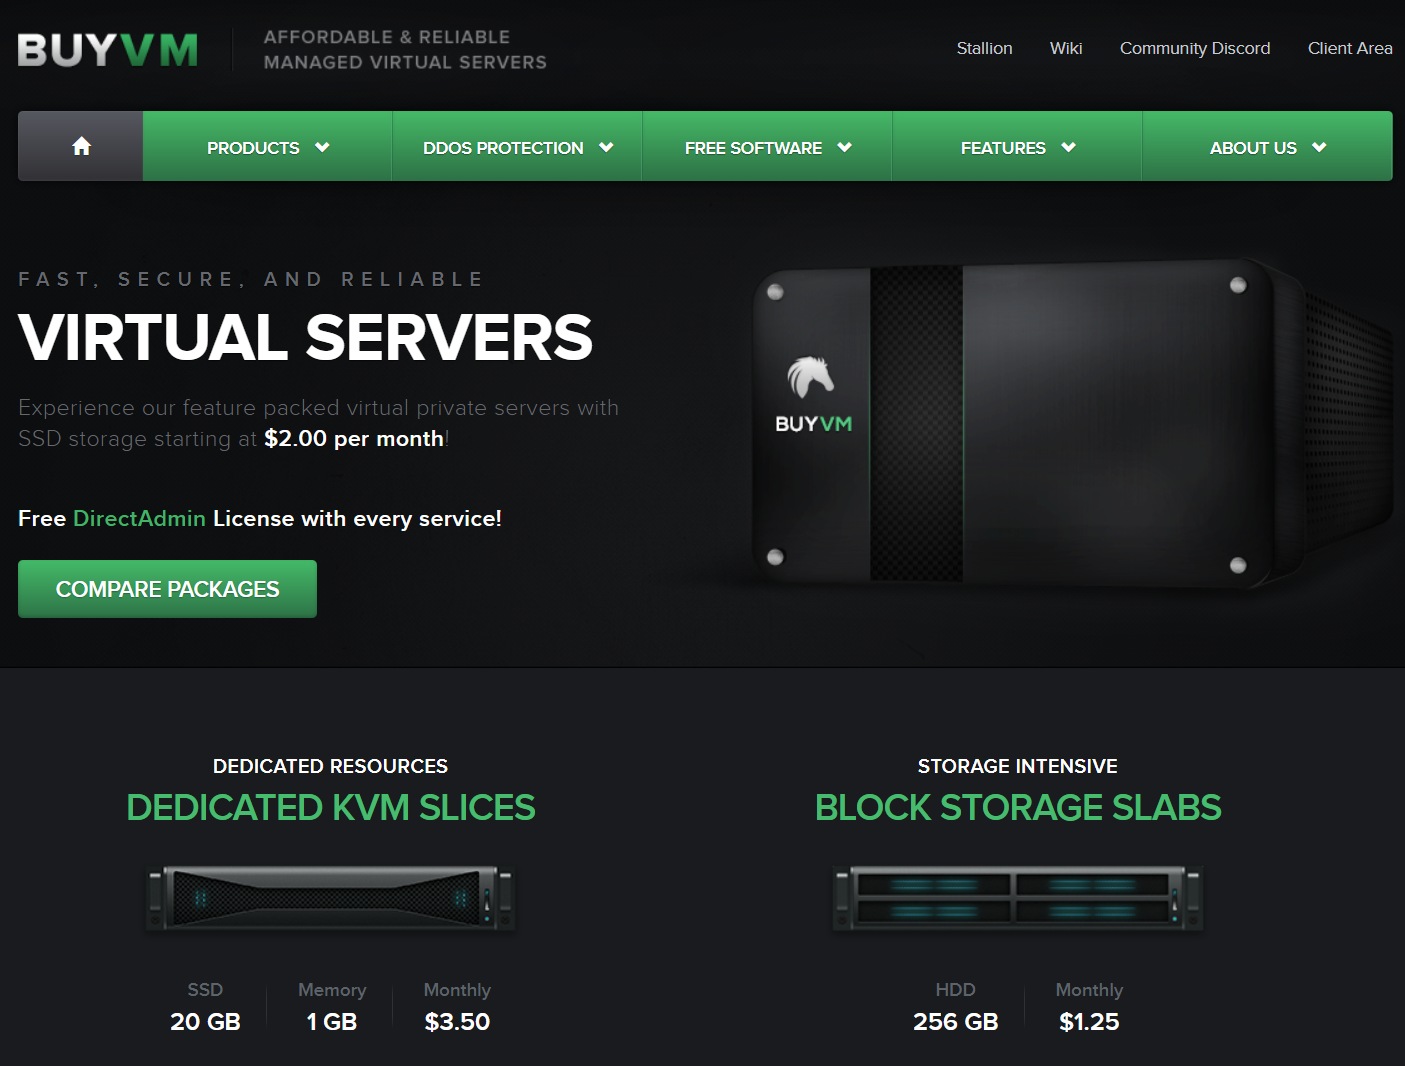 BUYVM
AFFORDABLE & RELIABLE
MANAGED VIRTUAL SERVERS
Stallion Wiki Community Discord Client Area
PRODUCTS DDOS PROTECTION FREE SOFTWARE FEATURES ABOUT US
FAST, SECURE, AND RELIABLE
VIRTUAL SERVERS
Experience our feature packed virtual private servers with
SSD storage starting at $2.00 per month!
Free DirectAdmin License with every service!
COMPARE PACKAGES
BUYVM
DEDICATED RESOURCES
DEDICATED KVM SLICES
SSD Memory Monthly
20 GB 1 GB $3.50
STORAGE INTENSIVE
BLOCK STORAGE SLABS
HDD Monthly
256 GB $1.25